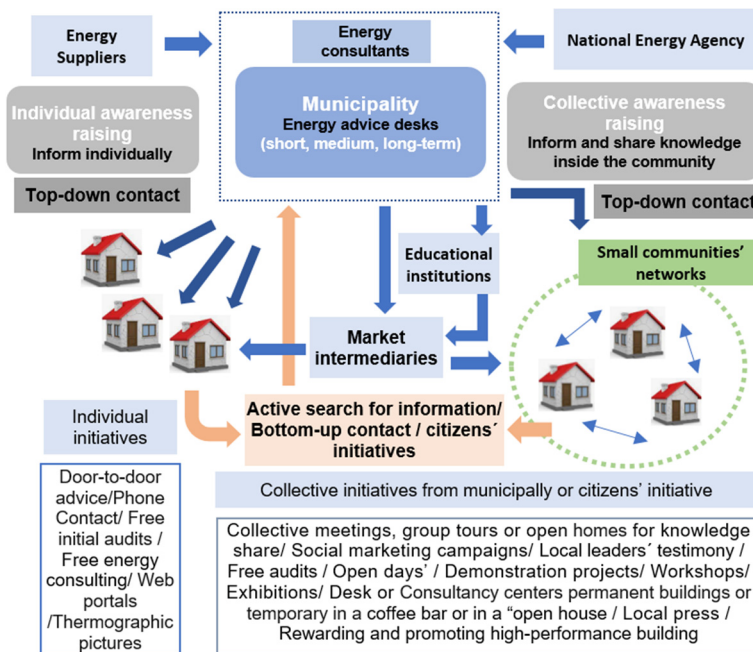 Energy
Suppliers
Energy
consultants
National Energy Agency
Municipality
Energy advice desks
(short, medium, long-term)
Individual awareness
raising
Inform individually
Collective awareness
raising
Inform and share knowledge
inside the community
Top-down contact
Top-down contact
Educational
institutions
Small communities'
networks
Market
intermediaries
Active search for information/
Bottom-up contact / citizens´
initiatives
Individual
initiatives
Collective initiatives from municipally or citizens' initiative
Door-to-door
advice/Phone
Contact/ Free
initial audits /
Free energy
consulting/ Web
portals
/Thermographic
pictures
Collective meetings, group tours or open homes for knowledge
share/ Social marketing campaigns/ Local leaders´ testimony /
Free audits / Open days' / Demonstration projects/ Workshops/
Exhibitions/ Desk or Consultancy centers permanent buildings or
temporary in a coffee bar or in a “open house / Local press /
Rewarding and promoting high-performance building